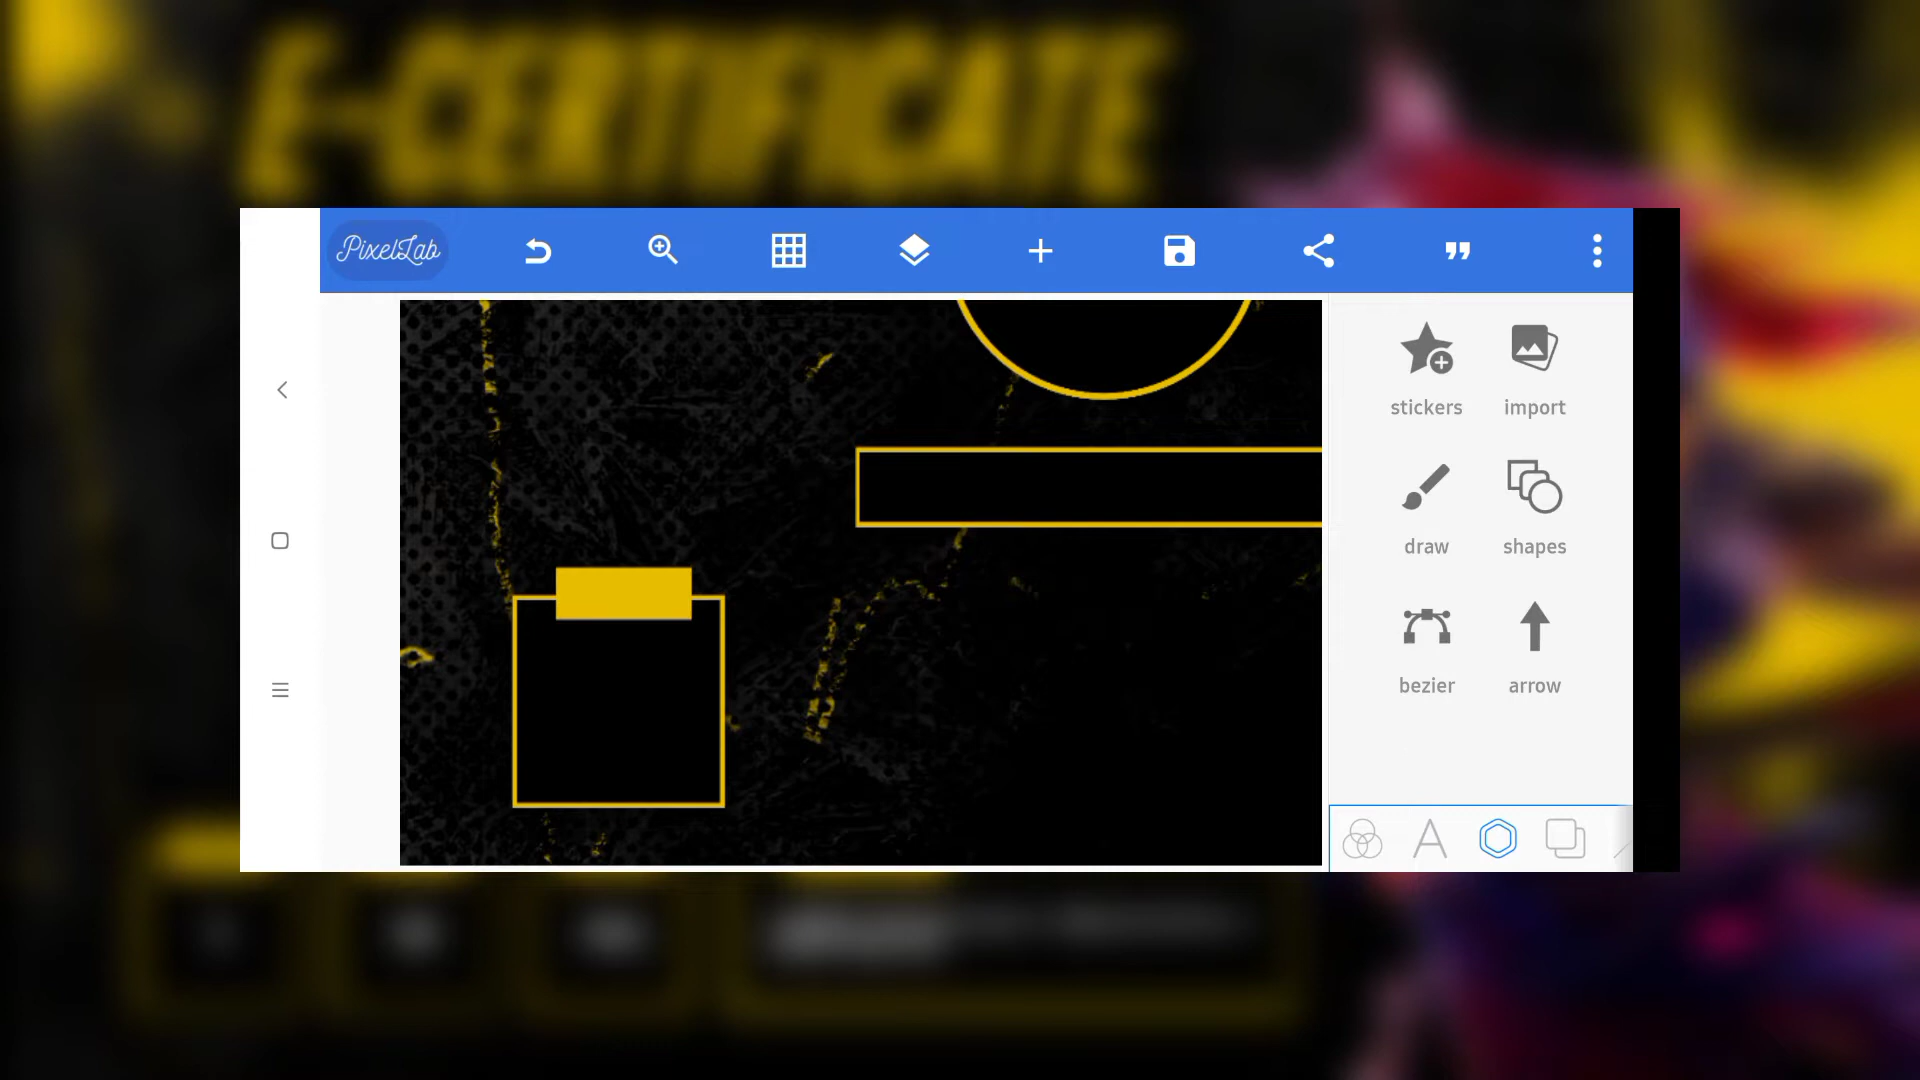 E-CERTIFICATE
PixelLab
stickers
import
draw
shapes
bezier
arrow